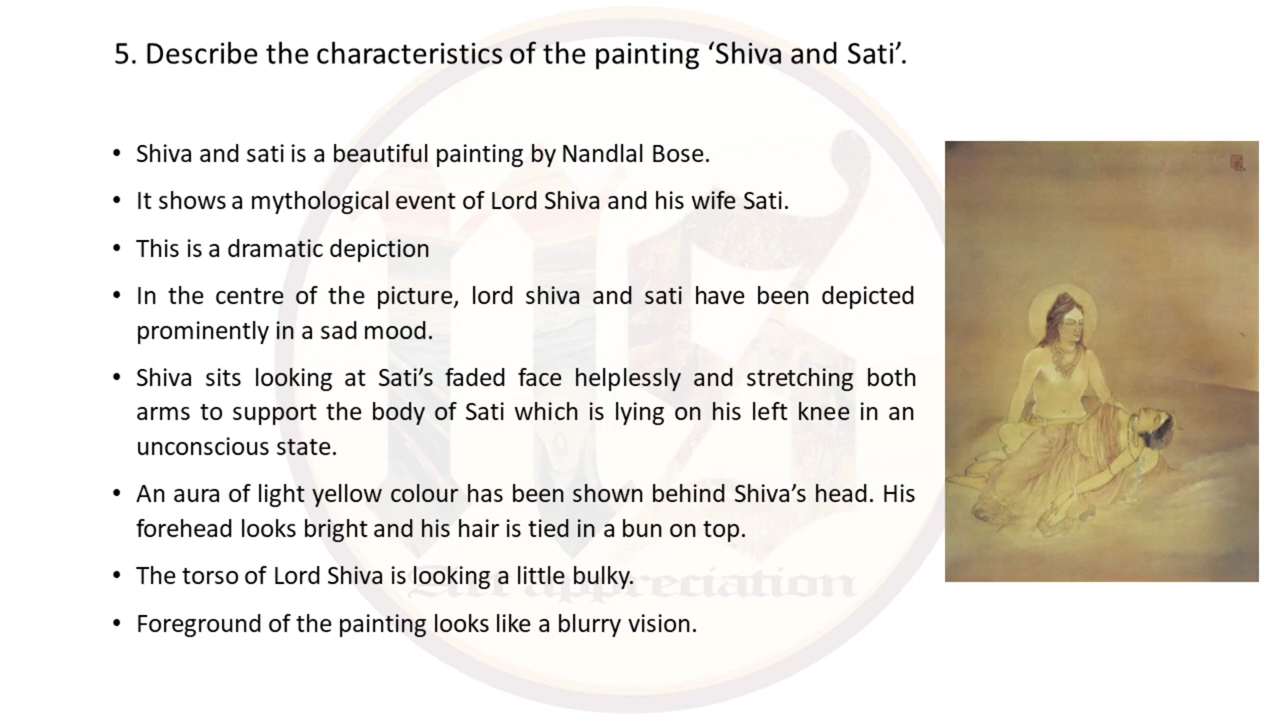 5. Describe the characteristics of the painting ‘Shiva and Sati’.
• Shiva and sati is a beautiful painting by Nandlal Bose.
• It shows a mythological event of Lord Shiva and his wife Sati.
• This is a dramatic depiction
• In the centre of the picture, lord shiva and sati have been depicted
prominently in a sad mood.
• Shiva sits looking at Sati’s faded face helplessly and stretching both
arms to support the body of Sati which is lying on his left knee in an
unconscious state.
• An aura of light yellow colour has been shown behind Shiva’s head. His
forehead looks bright and his hair is tied in a bun on top.
• The torso of Lord Shiva is looking a little bulky.
Art appreciation
• Foreground of the painting looks like a blurry vision.